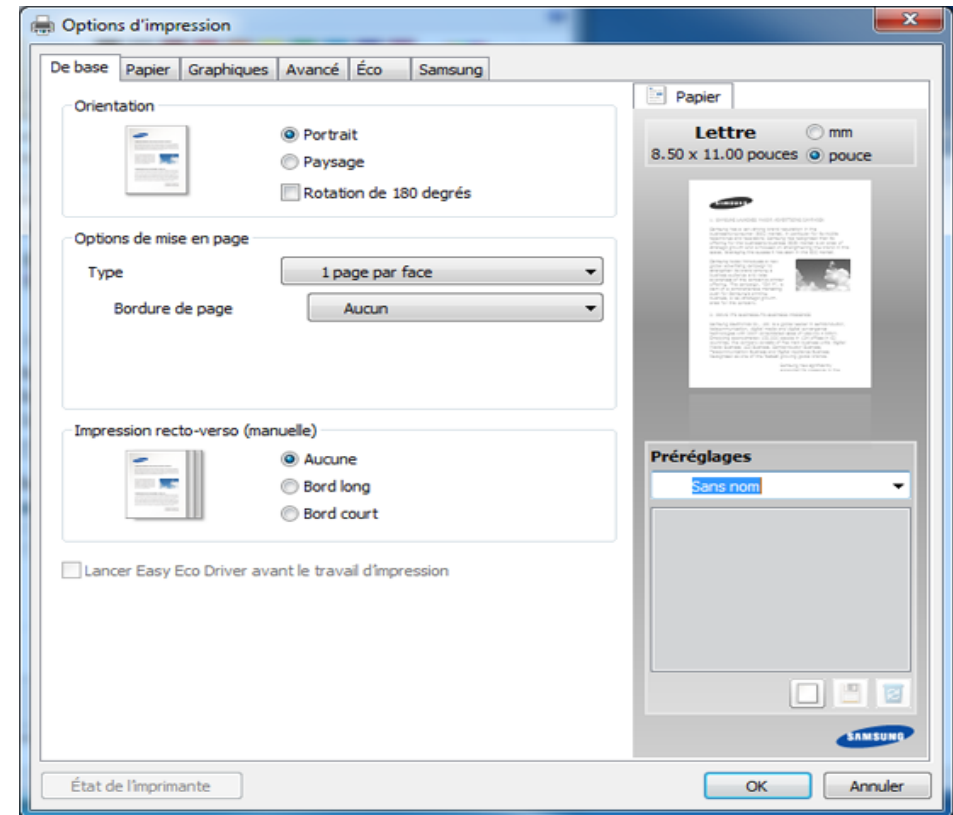 Options d'impression
De base Papier Graphiques Avancé Éco Samsung
Orientation
Portrait
Paysage
Rotation de 180 degrés
Options de mise en page
Type 1 page par face
Bordure de page Aucun
Impression recto-verso (manuelle)
Aucune
Bord long
Bord court
Lancer Easy Eco Driver avant le travail d'impression
Papier
Lettre mm
8.50 x 11.00 pouces pouce
SAMSUNG
Préréglages
Sans nom
SAMSUNG
État de l'imprimante OK Annuler